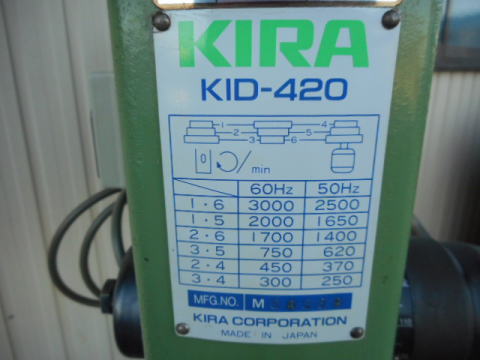 KIRA
KID-420
1 4
2 5
3 6
0 /min
60Hz 50Hz
1·6 3000 2500
1·5 2000 1650
2·6 1700 1400
3·5 750 620
2·4 450 370
3·4 300 250
MFG.NO. M
KIRA CORPORATION
MADE IN JAPAN